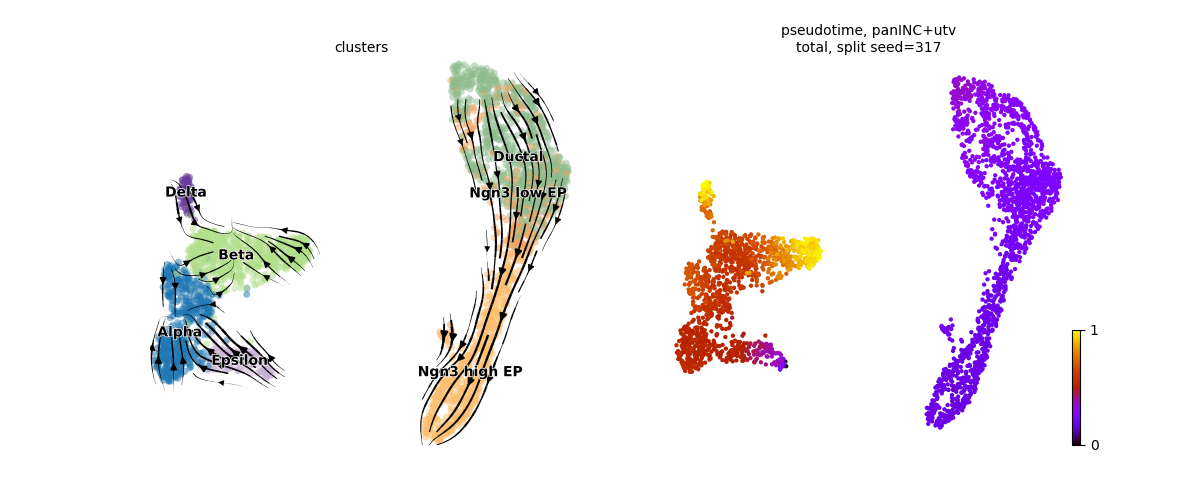 clusters
Delta
Beta
Alpha
Epsilon
Ductal
Ngn3 low EP
Ngn3 high EP
pseudotime, panINC+utv
total, split seed=317
1
0